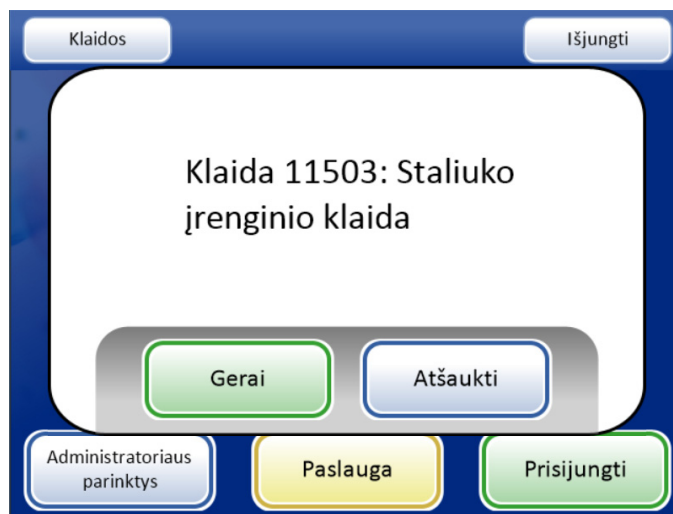 Klaidos
Išjungti
Klaida 11503: Staliuko
įrenginio klaida
Gerai
Atšaukti
Administratoriaus
parinktys
Paslauga
Prisijungti